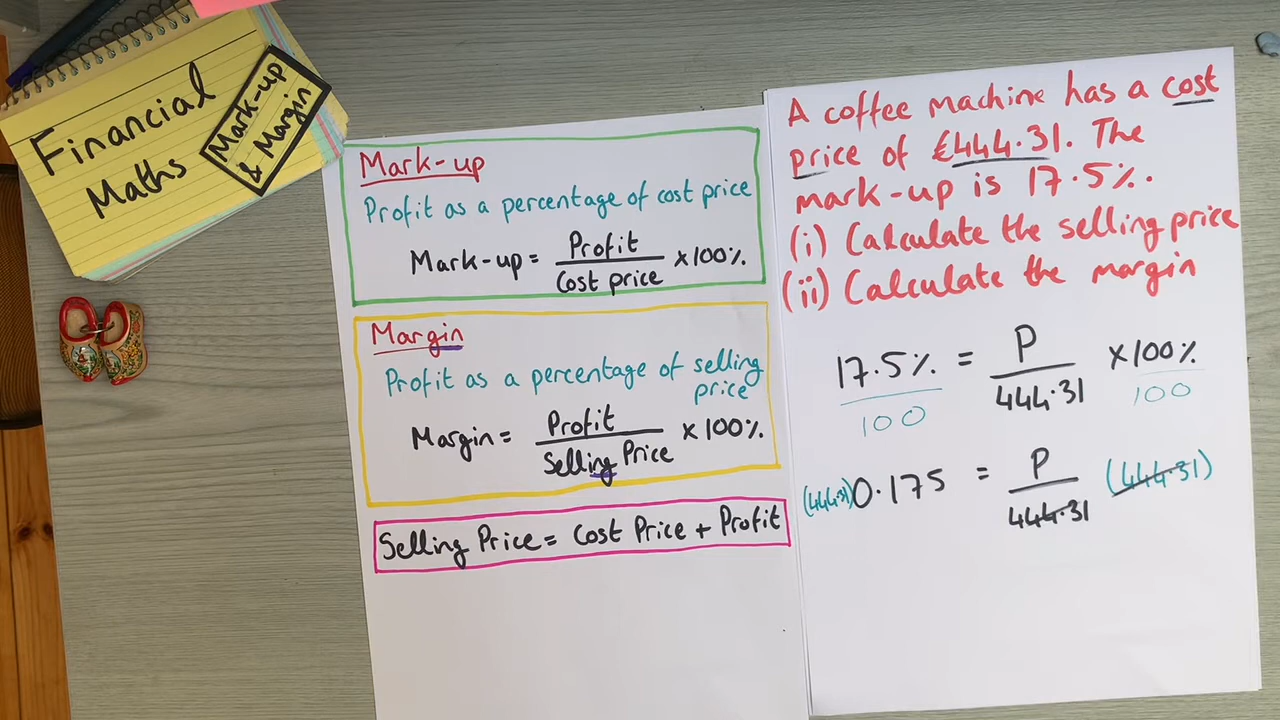 Financial
Maths
Mark-up
& Margin
Mark-up
Profit as a percentage of cost price
Mark-up = Profit / Cost price × 100%
Margin
Profit as a percentage of selling
price
Margin = Profit / Selling Price × 100%
Selling Price = Cost Price + Profit
A coffee machine has a cost
price of €444.31. The
mark-up is 17.5%.
(i) Calculate the selling price
(ii) Calculate the margin
17.5% / 100 = P / 444.31 × 100% / 100
(444.31) 0.175 = P / 444.31 (444.31)